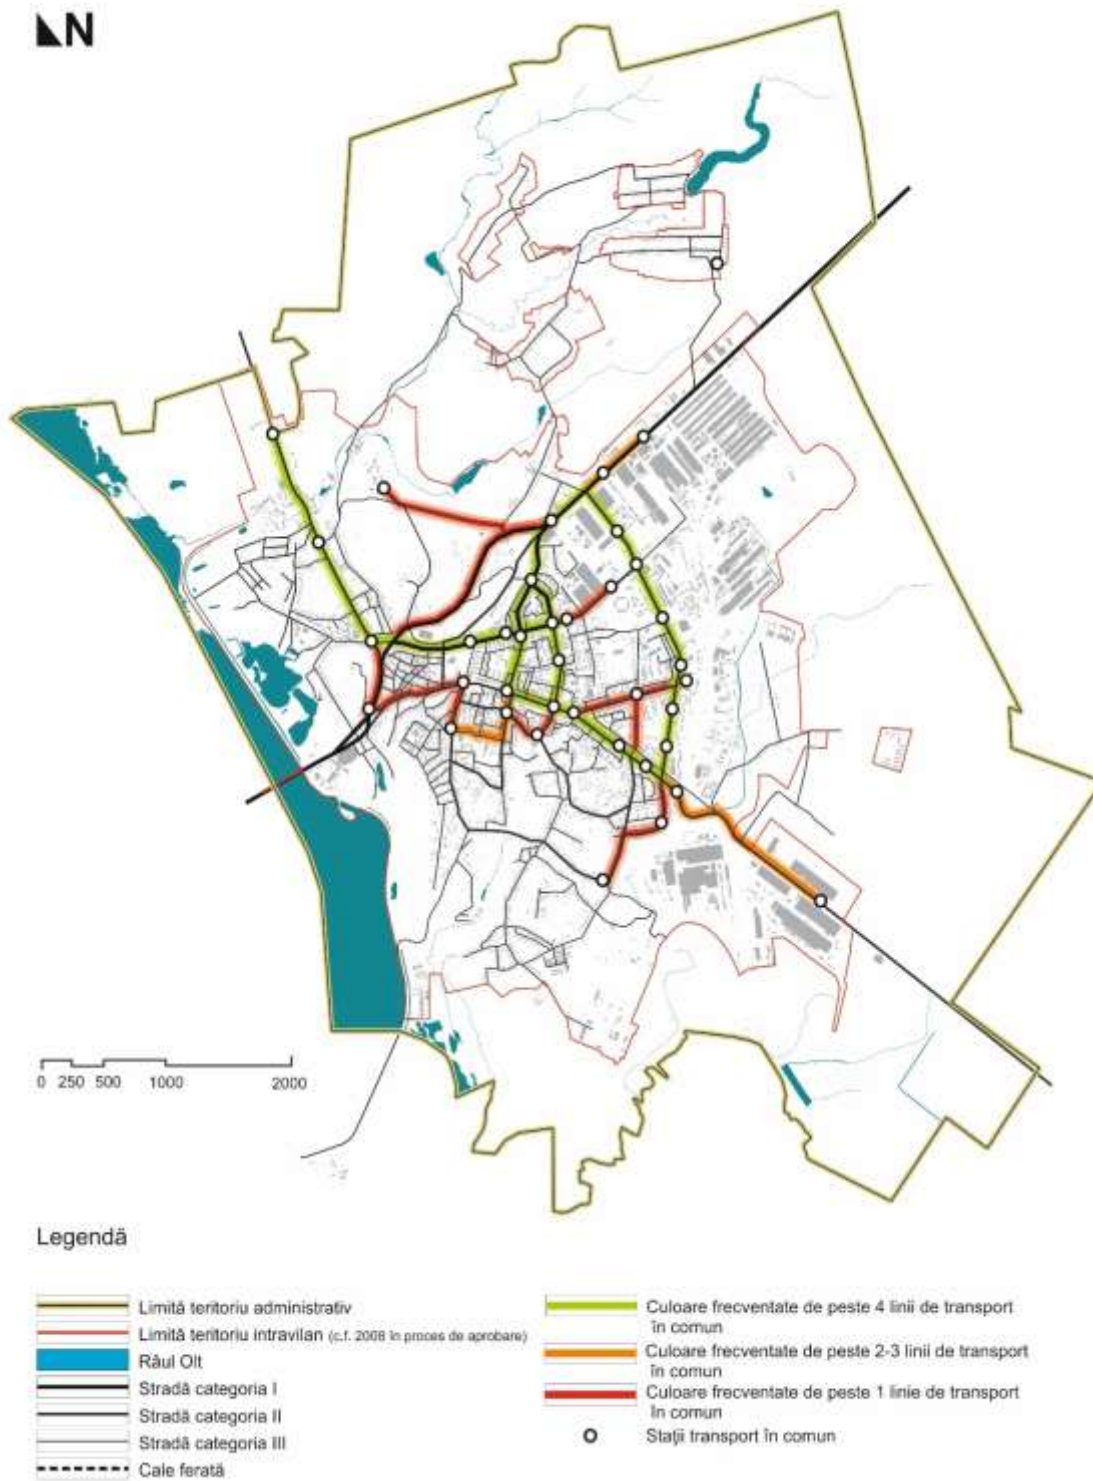 N
0 250 500 1000 2000
Legendă
Limită teritoriu administrativ
Limită teritoriu intravilan (c.f. 2008 în proces de aprobare)
Râul Olt
Stradă categoria I
Stradă categoria II
Stradă categoria III
Cale ferată
Culoare frecventate de peste 4 linii de transport
în comun
Culoare frecventate de peste 2-3 linii de transport
în comun
Culoare frecventate de peste 1 linie de transport
în comun
Staţii transport în comun